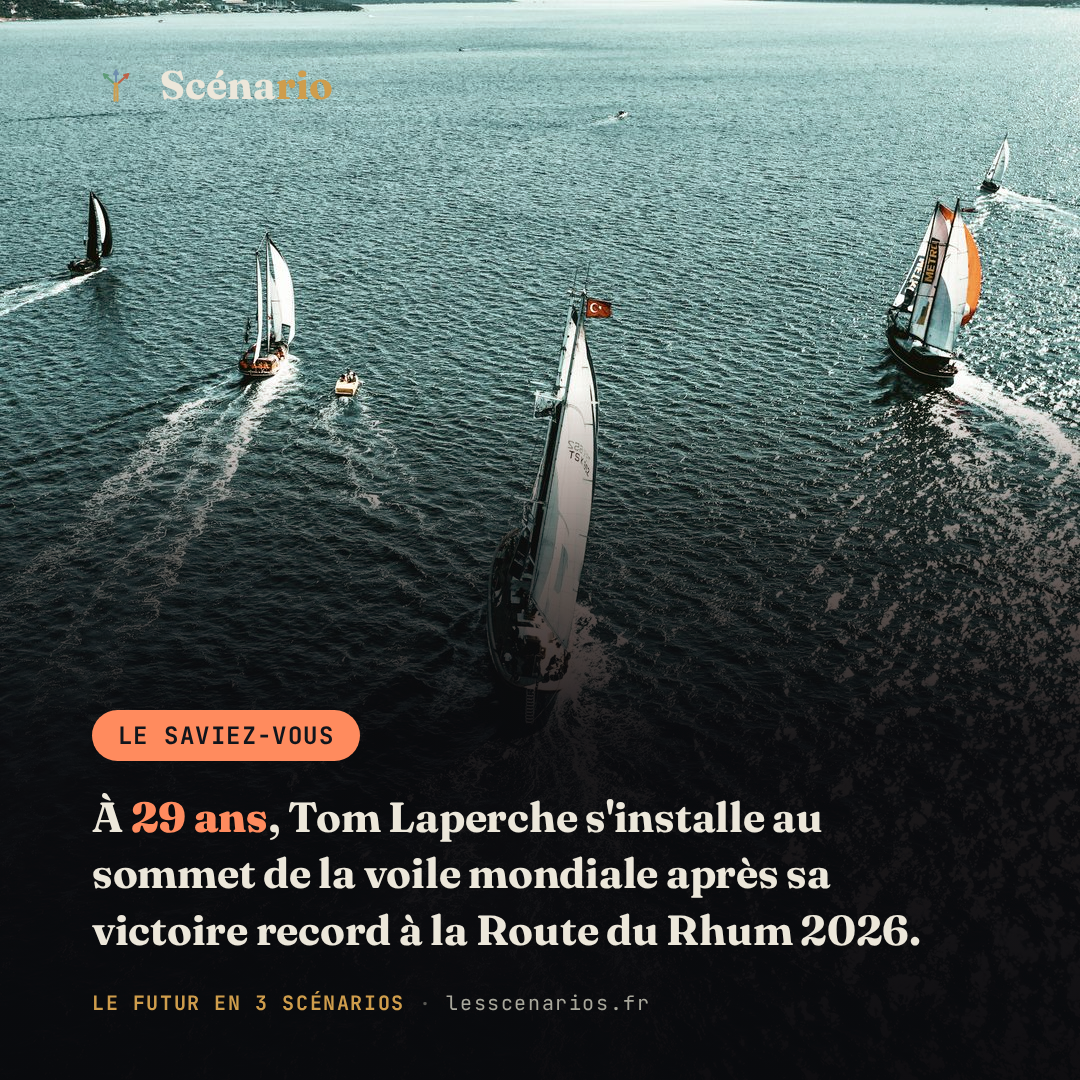 Scénario
METRO
LE SAVIEZ-VOUS
À 29 ans, Tom Laperche s'installe au
sommet de la voile mondiale après sa
victoire record à la Route du Rhum 2026.
LE FUTUR EN 3 SCÉNARIOS · lesscenarios.fr